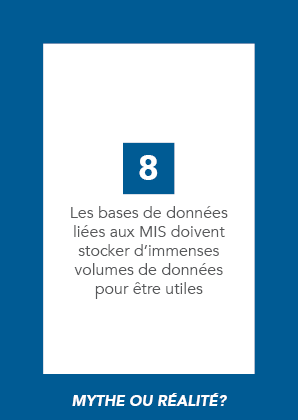 8
Les bases de données
liées aux MIS doivent
stocker d’immenses
volumes de données
pour être utiles
MYTHE OU RÉALITÉ?